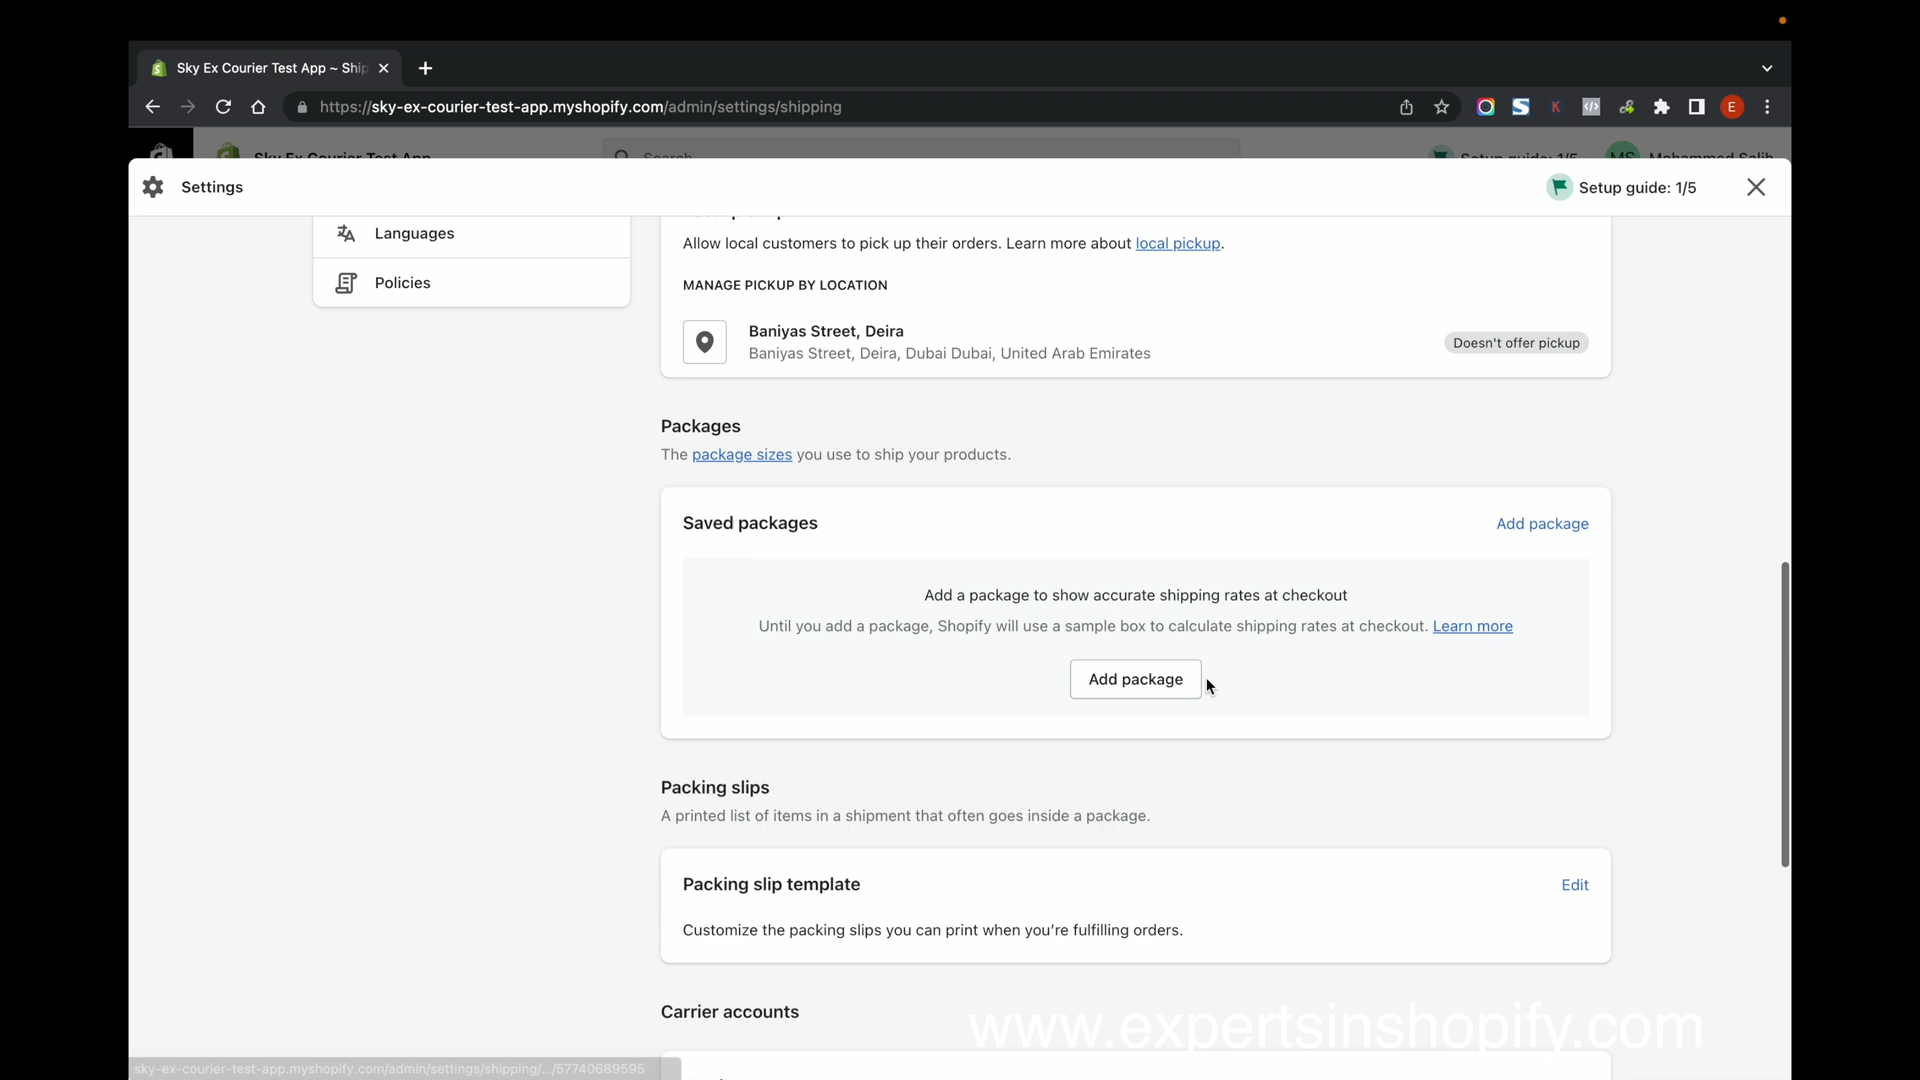 Sky Ex Courier Test App ~ Ship
https://sky-ex-courier-test-app.myshopify.com/admin/settings/shipping
E
Sky Ex Courier Test App
Search
Setup guide: 1/5
MS
Mohammed Salih
Settings
Setup guide: 1/5
Languages
Policies
Allow local customers to pick up their orders. Learn more about local pickup.
MANAGE PICKUP BY LOCATION
Baniyas Street, Deira
Baniyas Street, Deira, Dubai Dubai, United Arab Emirates
Doesn't offer pickup
Packages
The package sizes you use to ship your products.
Saved packages
Add package
Add a package to show accurate shipping rates at checkout
Until you add a package, Shopify will use a sample box to calculate shipping rates at checkout. Learn more
Add package
Packing slips
A printed list of items in a shipment that often goes inside a package.
Packing slip template
Edit
Customize the packing slips you can print when you’re fulfilling orders.
Carrier accounts
www.expertsinshopify.com
sky-ex-courier-test-app.myshopify.com/admin/settings/shipping/.../57740689595